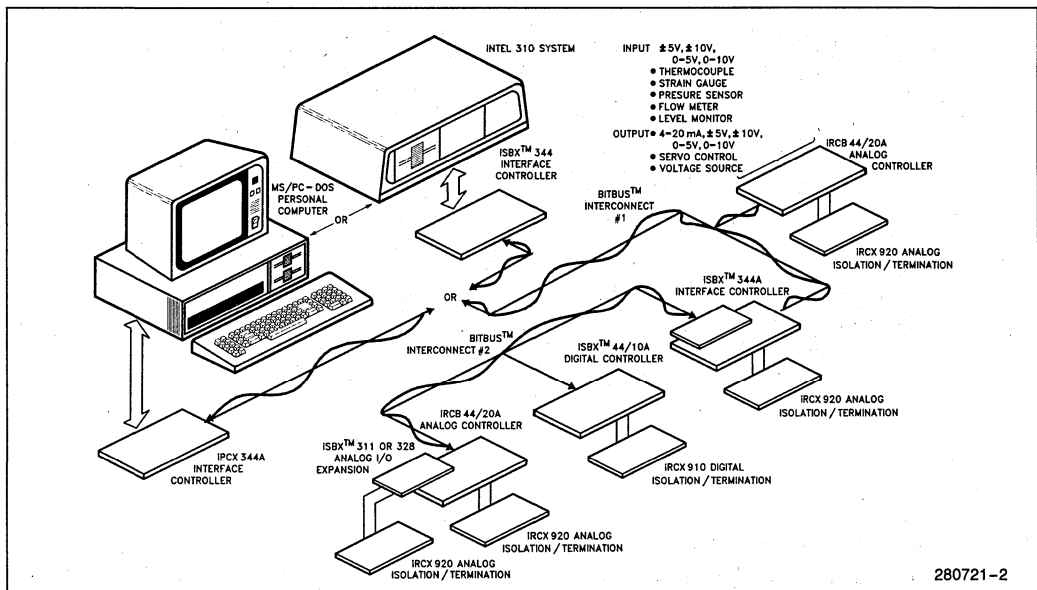 INTEL 310 SYSTEM
INPUT ±5V, ±10V,
0-5V, 0-10V
• THERMOCOUPLE
• STRAIN GAUGE
• PRESURE SENSOR
• FLOW METER
• LEVEL MONITOR
OUTPUT • 4-20 mA, ±5V, ±10V,
0-5V, 0-10V
• SERVO CONTROL
• VOLTAGE SOURCE
iRCB 44/20A
ANALOG
CONTROLLER
iSBX™ 344
INTERFACE
CONTROLLER
MS/PC-DOS
PERSONAL
COMPUTER
OR
BITBUS™
INTERCONNECT
#1
iRCX 920 ANALOG
ISOLATION/TERMINATION
iSBX™ 344A
INTERFACE CONTROLLER
OR
BITBUS™
INTERCONNECT #2
iSBX™ 44/10A
DIGITAL CONTROLLER
iRCX 920 ANALOG
ISOLATION/TERMINATION
iRCB 44/20A
ANALOG CONTROLLER
iPCX 344A
INTERFACE
CONTROLLER
iSBX™ 311 OR 328
ANALOG I/O
EXPANSION
iRCX 910 DIGITAL
ISOLATION/TERMINATION
iRCX 920 ANALOG
ISOLATION/TERMINATION
iRCX 920 ANALOG
ISOLATION/TERMINATION
280721-2